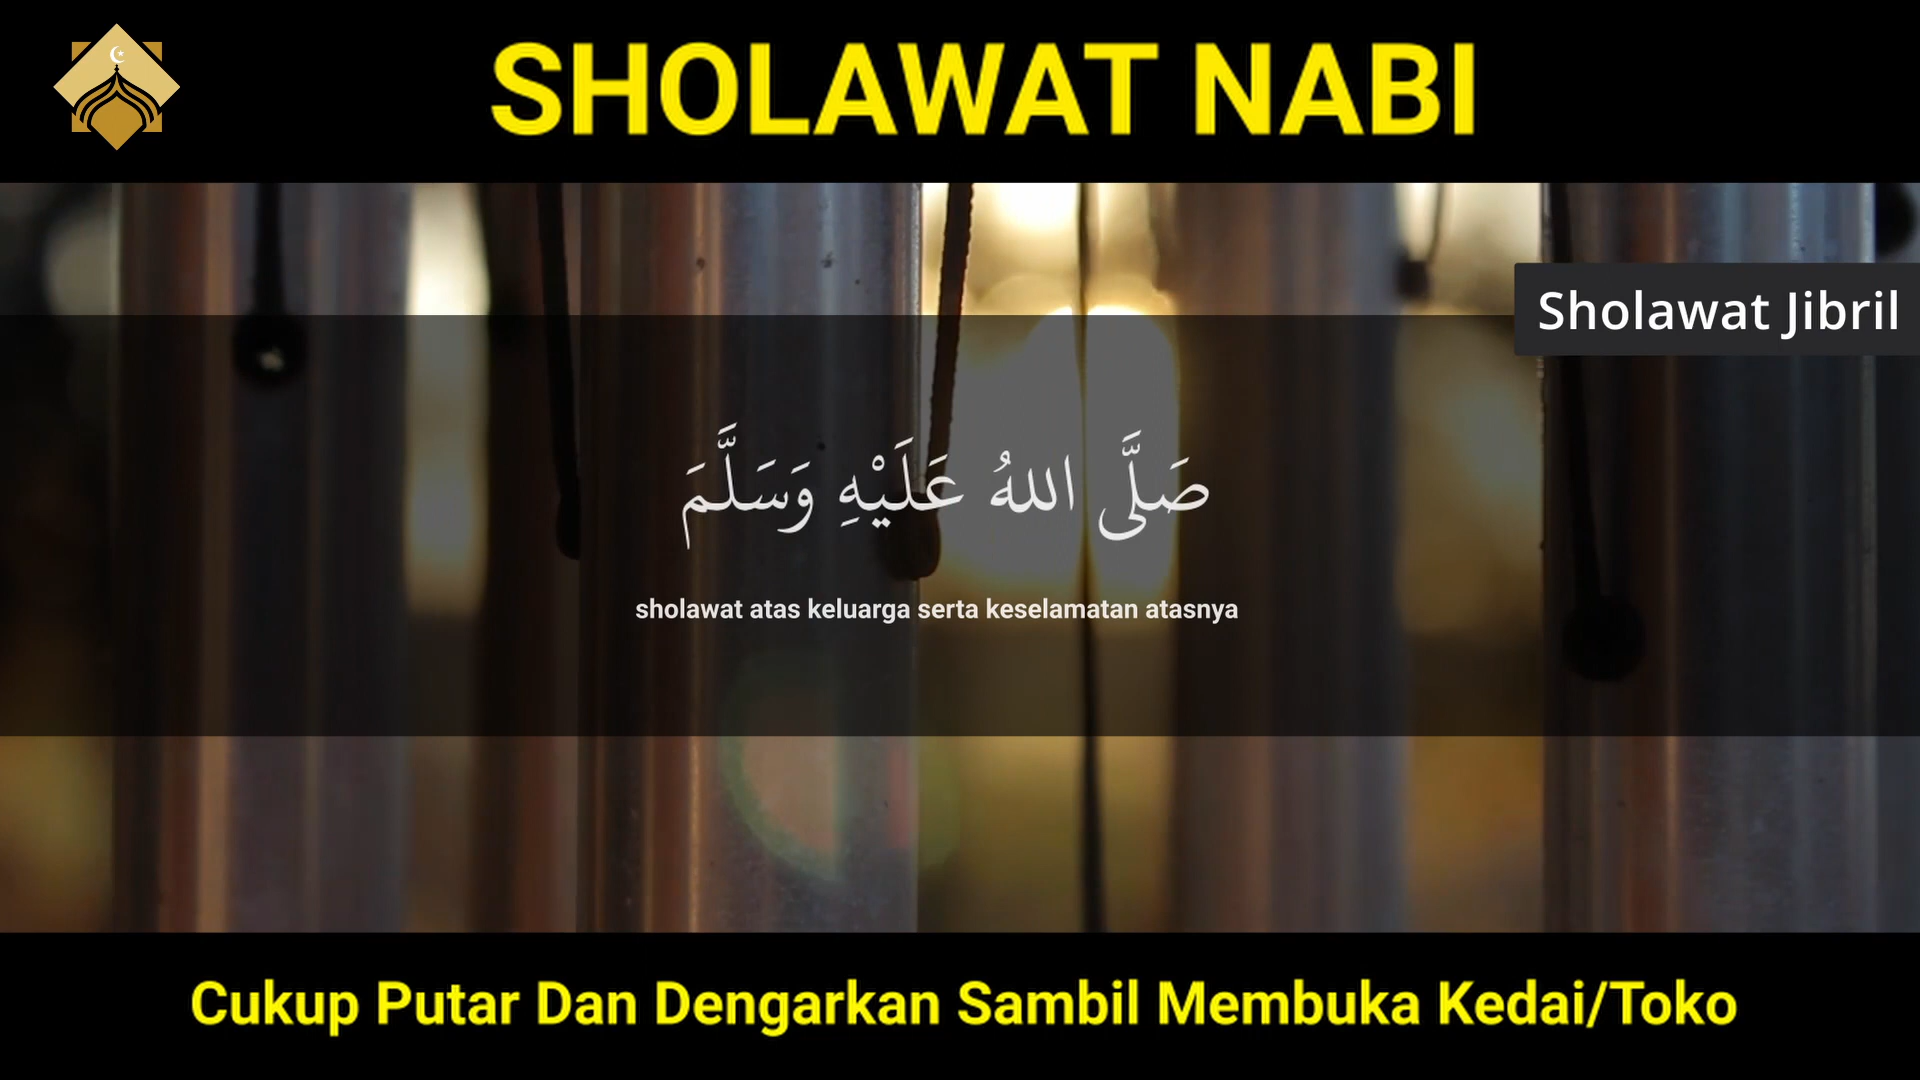 SHOLAWAT NABI
Sholawat Jibril
صَلَّى اللهُ عَلَيْهِ وَسَلَّمَ
sholawat atas keluarga serta keselamatan atasnya
Cukup Putar Dan Dengarkan Sambil Membuka Kedai/Toko